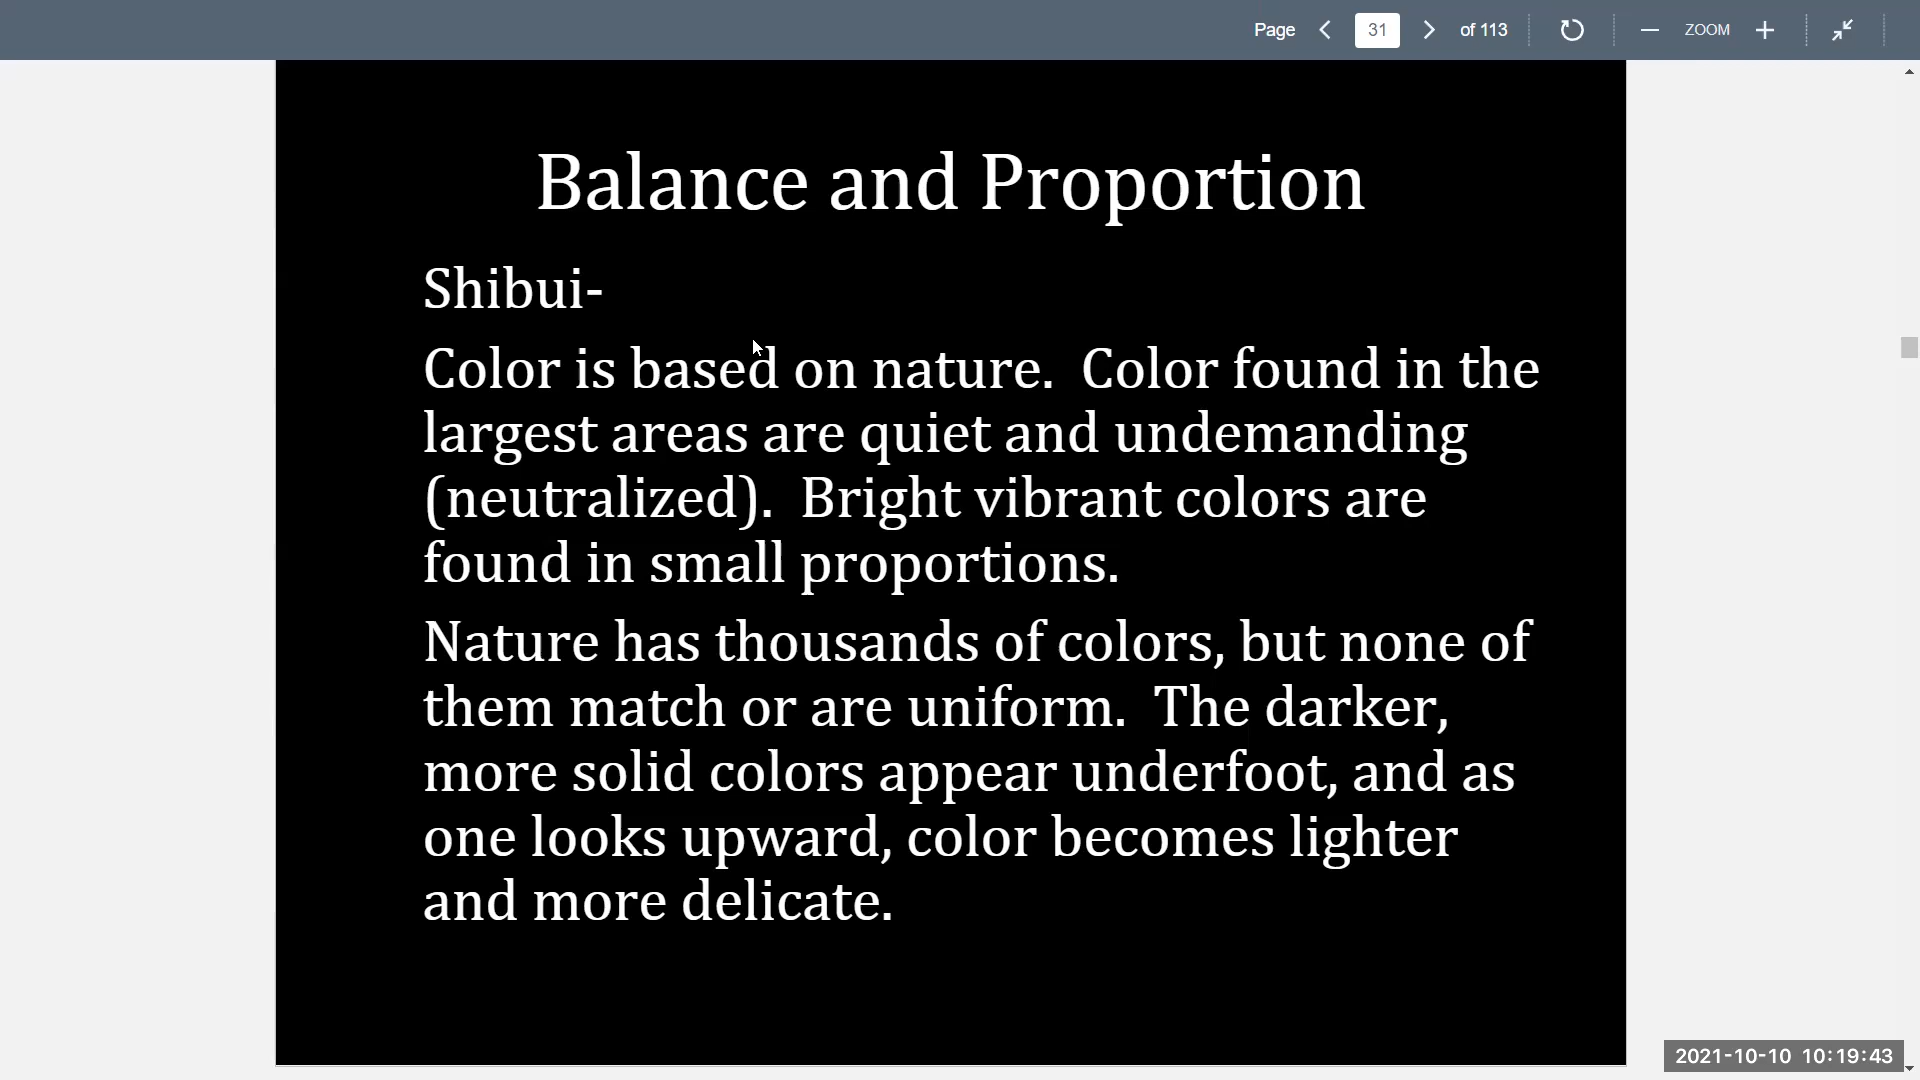 Page 31 of 113 ZOOM
Balance and Proportion
Shibui-
Color is based on nature.  Color found in the
largest areas are quiet and undemanding
(neutralized).  Bright vibrant colors are
found in small proportions.
Nature has thousands of colors, but none of
them match or are uniform.  The darker,
more solid colors appear underfoot, and as
one looks upward, color becomes lighter
and more delicate.
2021-10-10 10:19:43